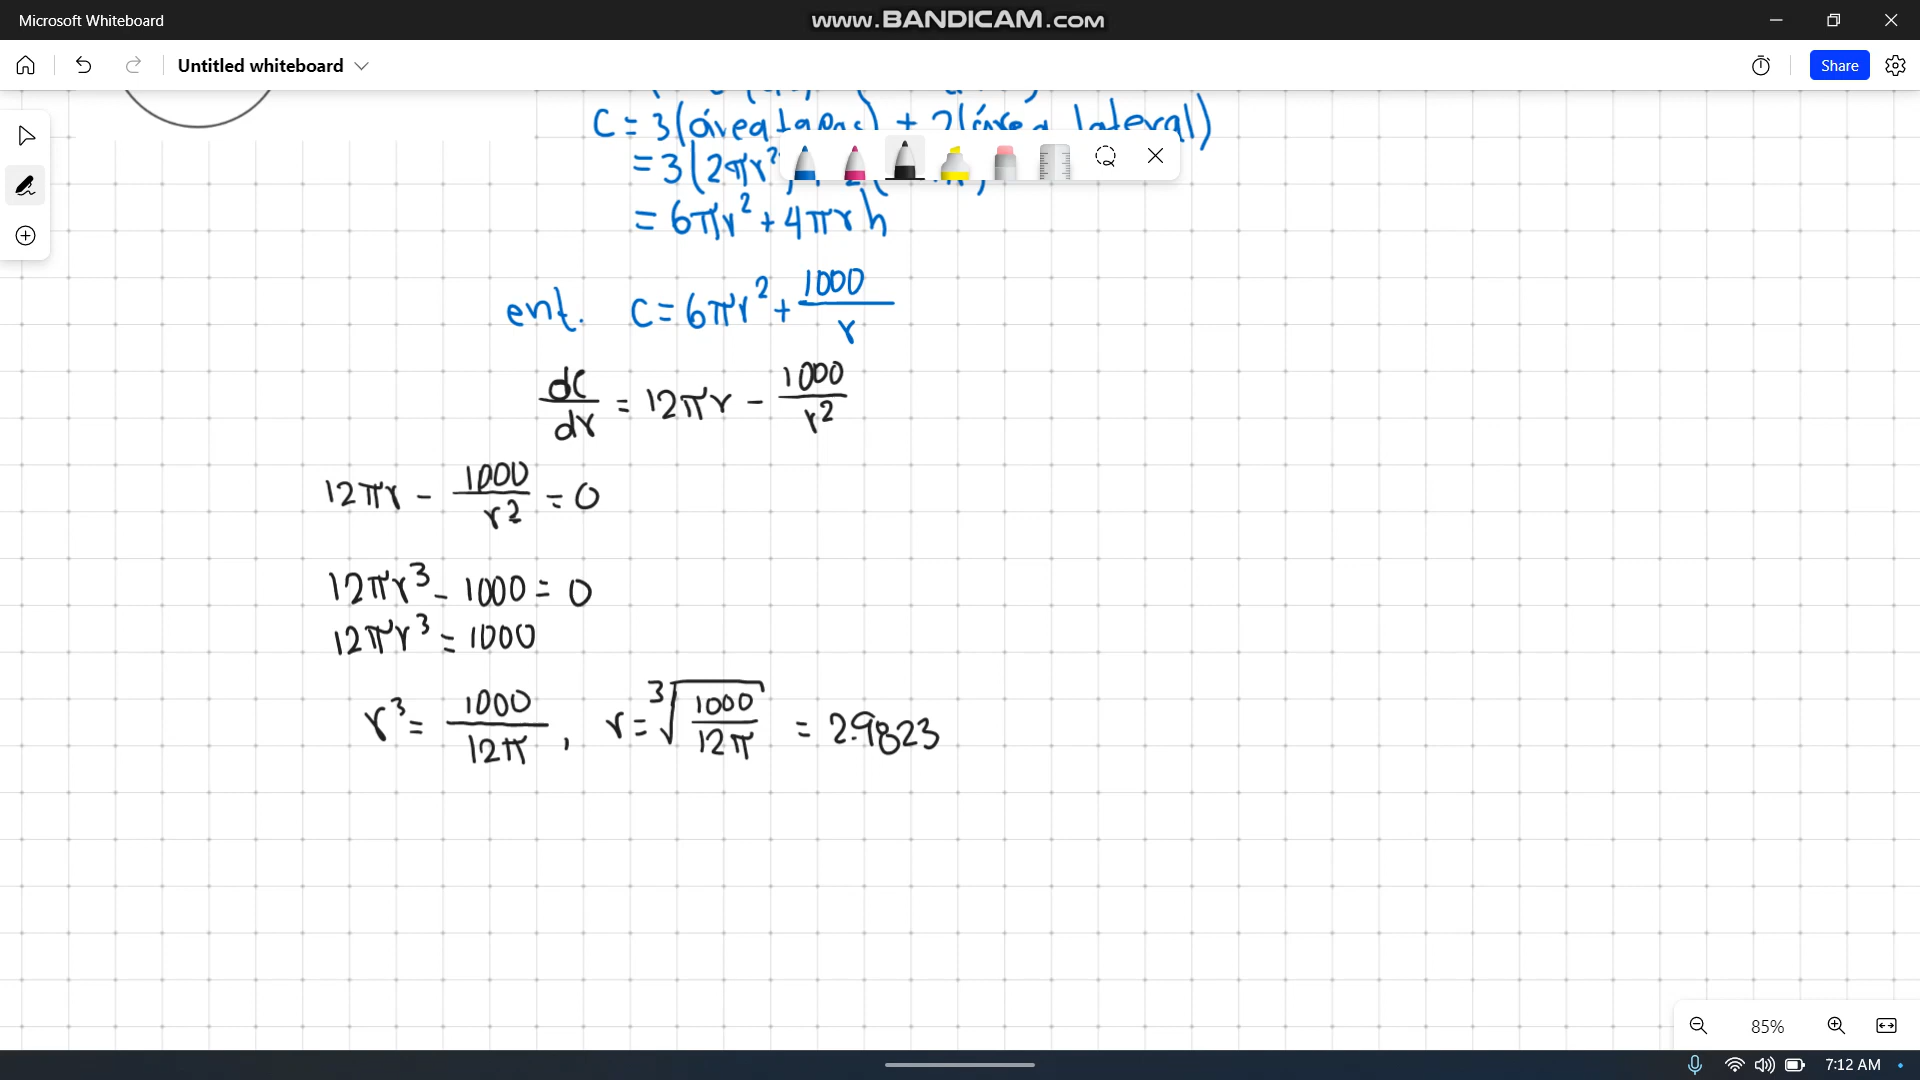 Microsoft Whiteboard
www.BANDICAM.com
Untitled whiteboard
Share
C = 3(área tapas) + 2(área lateral)
= 3(2πr²
= 6πr² + 4πrh
ent. C = 6πr² + 1000/r
dC/dr = 12πr - 1000/r²
12πr - 1000/r² = 0
12πr³ - 1000 = 0
12πr³ = 1000
r³ = 1000/12π , r = ³√(1000/12π) = 2.9823
85%
7:12 AM